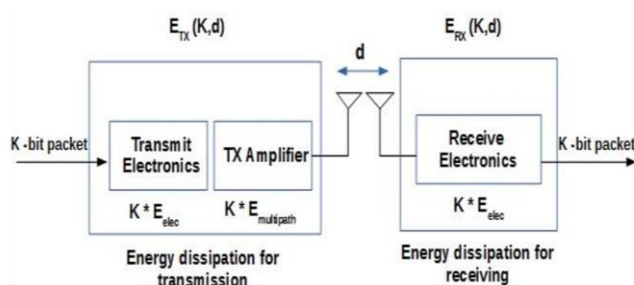 E_TX (K,d)
E_RX (K,d)
d
K -bit packet
Transmit
Electronics
TX Amplifier
Receive
Electronics
K -bit packet
K * E_elec
K * E_multipath
K * E_elec
Energy dissipation for
transmission
Energy dissipation for
receiving